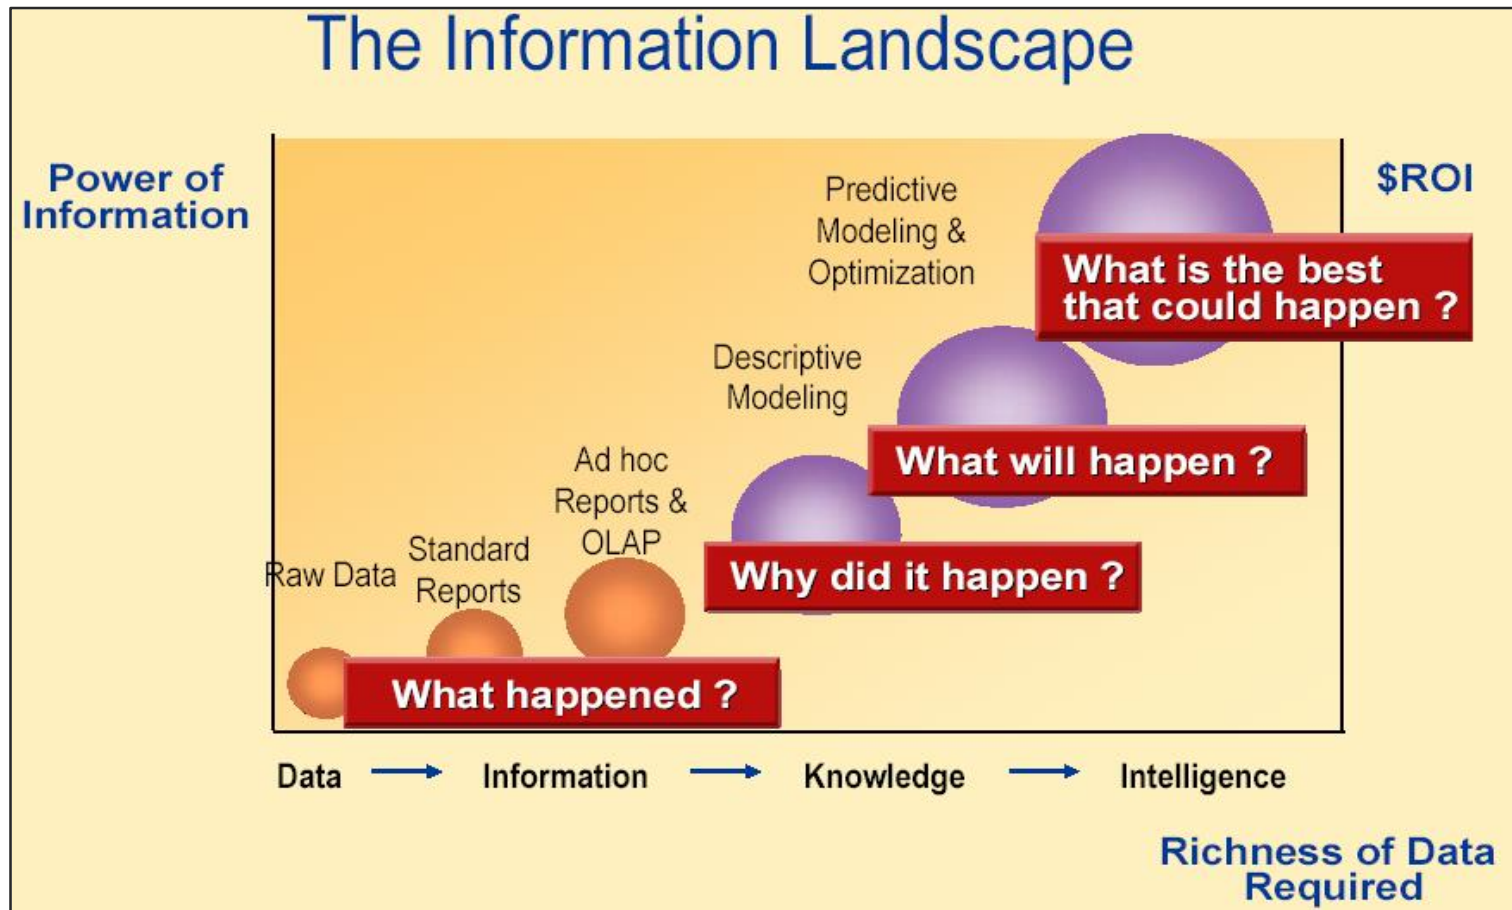 The Information Landscape
Power of
Information
$ROI
Predictive
Modeling &
Optimization
What is the best
that could happen ?
Descriptive
Modeling
What will happen ?
Ad hoc
Reports &
OLAP
Why did it happen ?
Standard
Reports
Raw Data
What happened ?
Data
Information
Knowledge
Intelligence
Richness of Data
Required